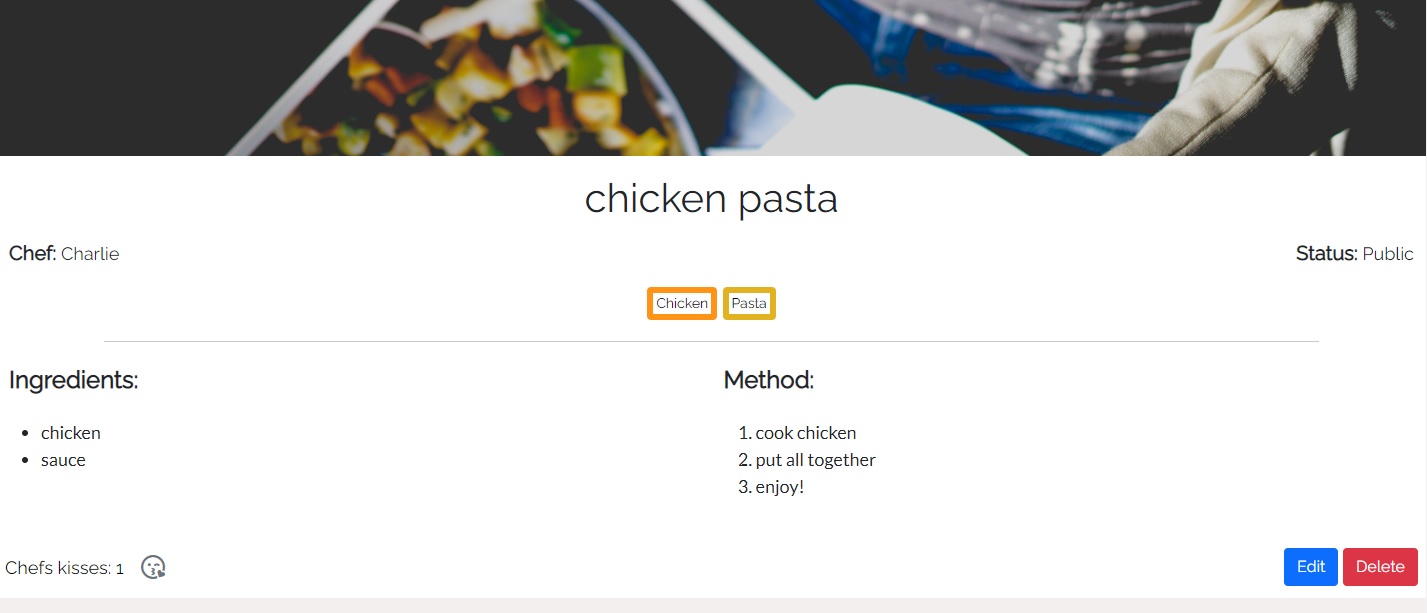 chicken pasta
Chef: Charlie
Status: Public
Chicken
Pasta
Ingredients:
• chicken
• sauce
Method:
1. cook chicken
2. put all together
3. enjoy!
Chefs kisses: 1
Edit
Delete